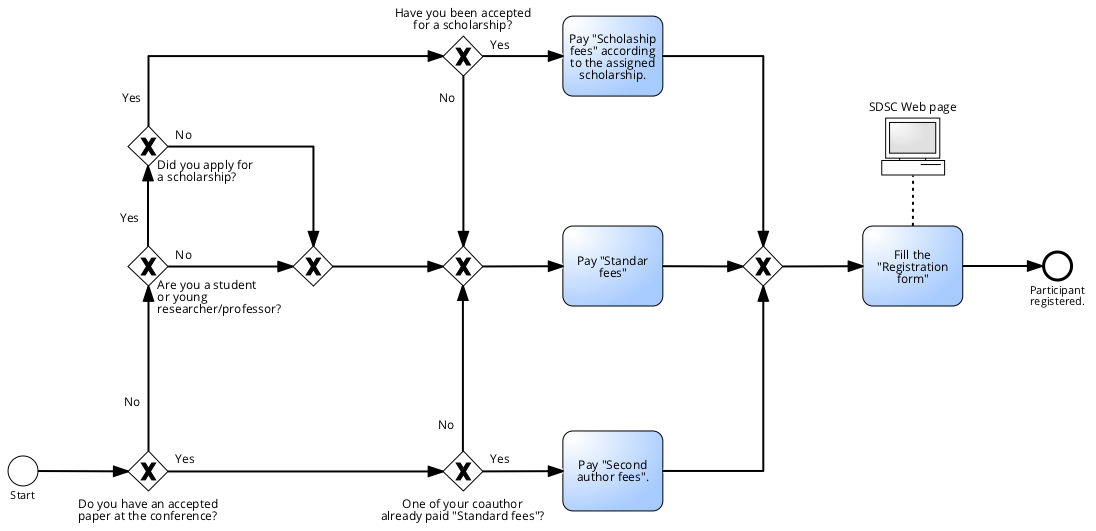 Have you been accepted
for a scholarship?
Yes
Pay "Scholaship
fees" according
to the assigned
scholarship.
Yes
No
SDSC Web page
No
Did you apply for
a scholarship?
Yes
No
Are you a student
or young
researcher/professor?
Pay "Standar
fees"
Fill the
"Registration
form"
Participant
registered.
No
No
Yes
Yes
Pay "Second
author fees".
Start
Do you have an accepted
paper at the conference?
One of your coauthor
already paid "Standard fees"?